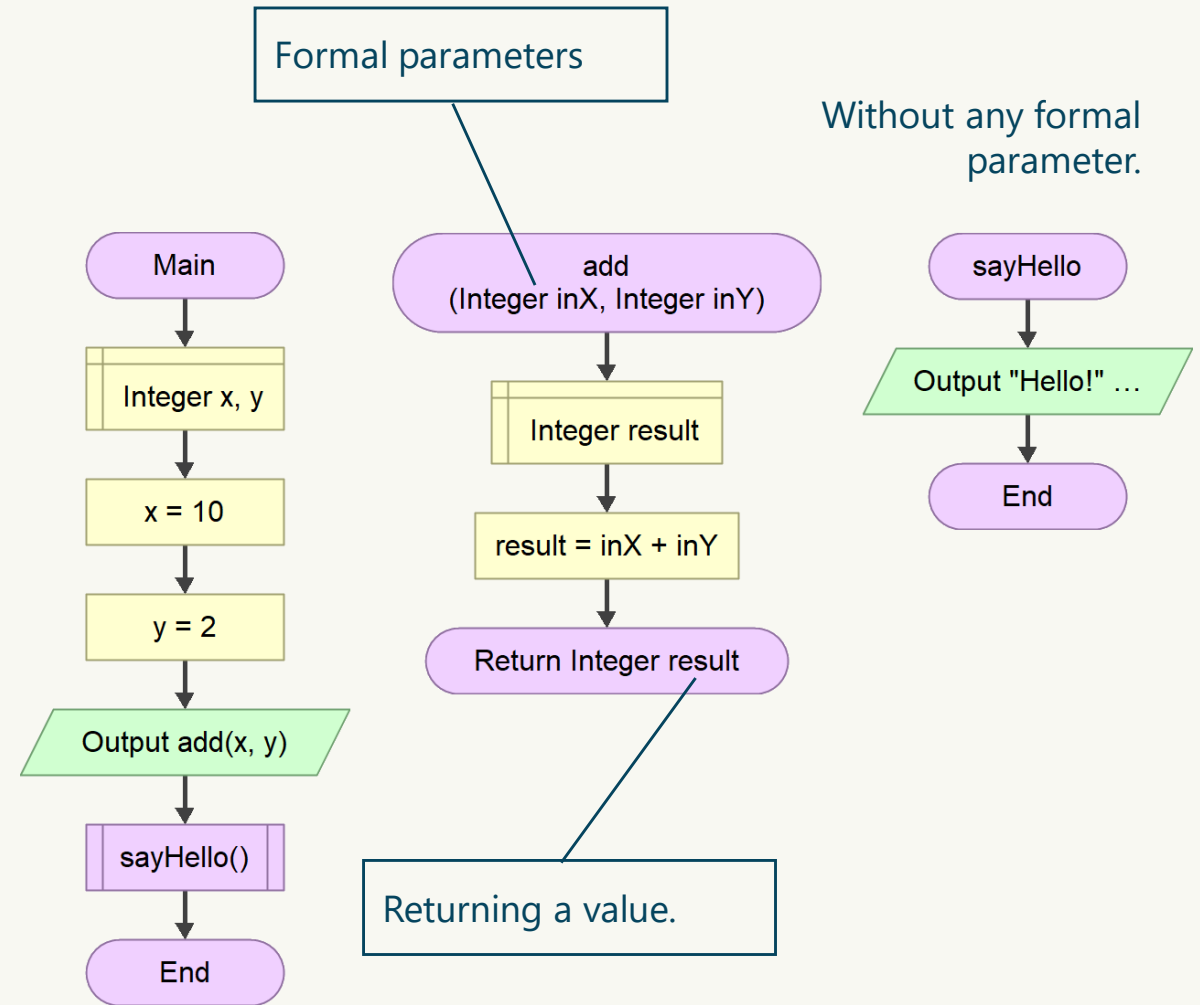 Formal parameters
Without any formal
parameter.
Main
Integer x, y
x = 10
y = 2
Output add(x, y)
sayHello()
End
add
(Integer inX, Integer inY)
Integer result
result = inX + inY
Return Integer result
Returning a value.
sayHello
Output "Hello!" …
End